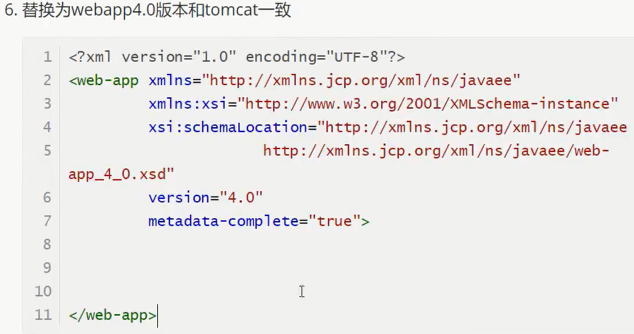 6. 替换为webapp4.0版本和tomcat一致
1 <?xml version="1.0" encoding="UTF-8"?>
2 <web-app xmlns="http://xmlns.jcp.org/xml/ns/javaee"
3 xmlns:xsi="http://www.w3.org/2001/XMLSchema-instance"
4 xsi:schemaLocation="http://xmlns.jcp.org/xml/ns/javaee
5 http://xmlns.jcp.org/xml/ns/javaee/web-
app_4_0.xsd"
6 version="4.0"
7 metadata-complete="true">
8
9
10
11 </web-app>